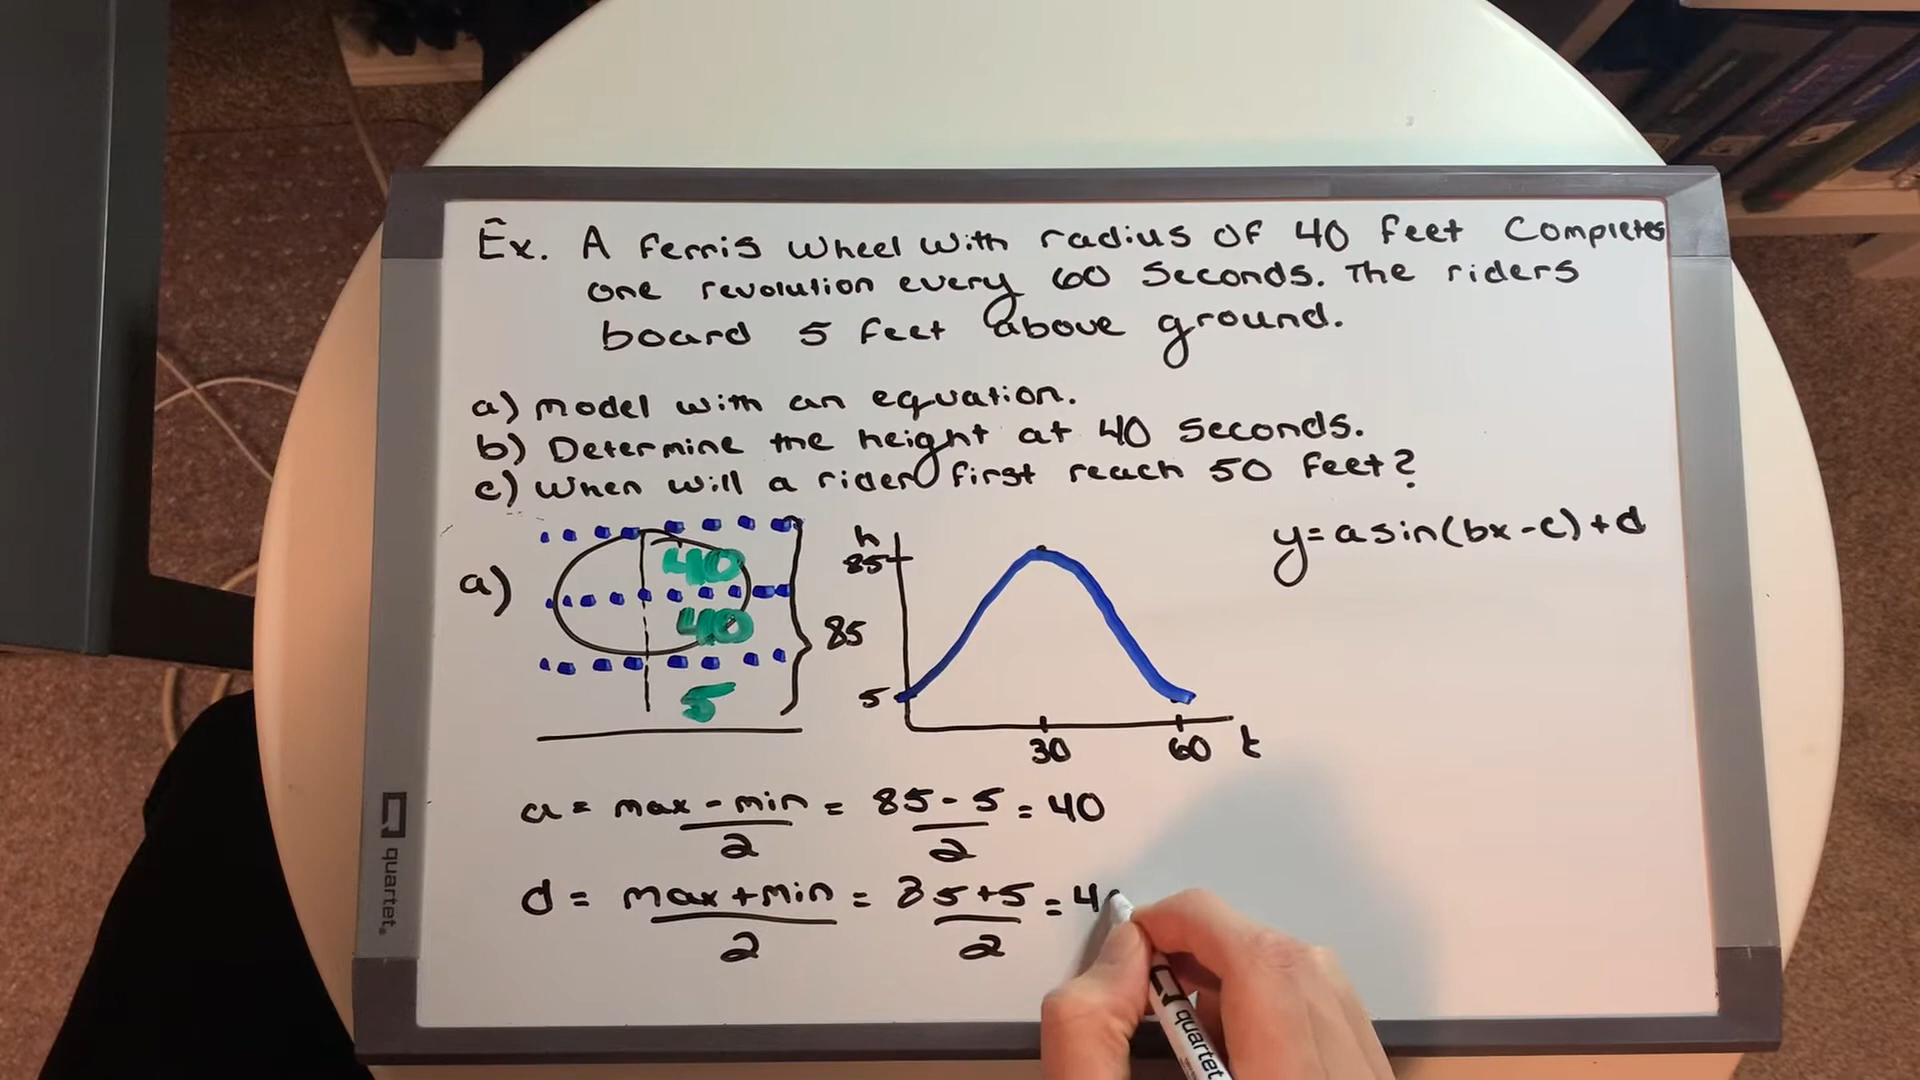 Ex. A Ferris wheel with radius of 40 feet completes
one revolution every 60 seconds. The riders
board 5 feet above ground.
a) model with an equation.
b) Determine the height at 40 seconds.
c) When will a rider first reach 50 feet?
y=asin(bx-c)+d
a)
40
40
5
85
h
85
5
30
60
t
a = max - min = 85 - 5 = 40
2 2
d = max + min = 85 + 5 = 4
2 2
quartet
quartet